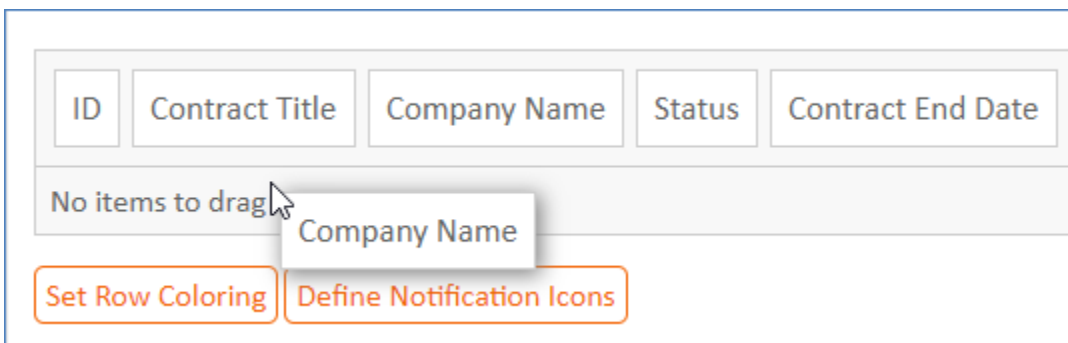 ID Contract Title Company Name Status Contract End Date
No items to drag
Company Name
Set Row Coloring Define Notification Icons